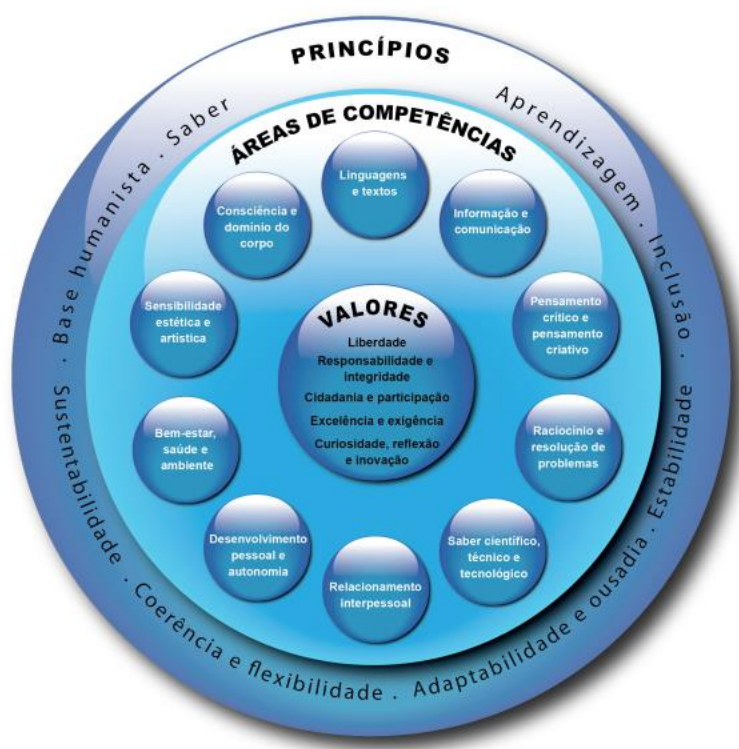 PRINCÍPIOS
Base humanista . Saber
Aprendizagem . Inclusão .
Estabilidade
Adaptabilidade e ousadia .
Coerência e flexibilidade .
Sustentabilidade .
ÁREAS DE COMPETÊNCIAS
Linguagens
e textos
Informação e
comunicação
Pensamento
crítico e
pensamento
criativo
Raciocínio e
resolução de
problemas
Saber científico,
técnico e
tecnológico
Relacionamento
interpessoal
Desenvolvimento
pessoal e
autonomia
Bem-estar,
saúde e
ambiente
Sensibilidade
estética e
artística
Consciência e
domínio do
corpo
VALORES
Liberdade
Responsabilidade e
integridade
Cidadania e participação
Excelência e exigência
Curiosidade, reflexão
e inovação